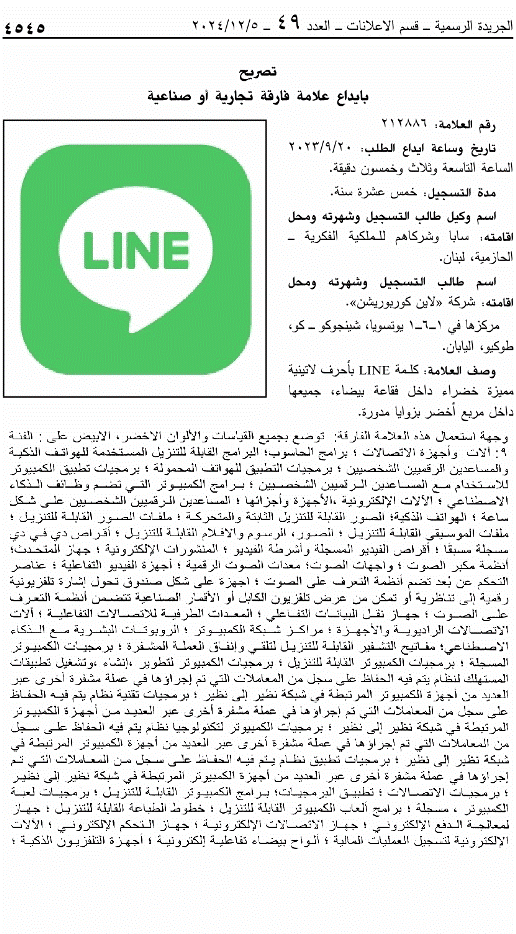 الجريدة الرسمية ــ قسم الاعلانات ــ العدد ٤٩ ــ ٢٠٢٤/١٢/٥
٤٥٤٥
تصريح
بايداع علامة فارقة تجارية أو صناعية
رقم العلامة: ٢١٢٨٨٦
تاريخ وساعة ايداع الطلب: ٢٠٢٣/٩/٢٠
الساعة التاسعة وثلاث وخمسون دقيقة.
مدة التسجيل: خمس عشرة سنة.
اسم وكيل طالب التسجيل وشهرته ومحل
اقامته: سابا وشركاهم للملكية الفكرية ــ
الحازمية، لبنان.
اسم طالب التسجيل وشهرته ومحل
اقامته: شركة «لاين كوربوريشن».
مركزها في ١-٦-١ يوتسويا، شينجوكو ــ كو،
طوكيو، اليابان.
وصف العلامة: كلمة LINE بأحرف لاتينية
مميزة خضراء داخل فقاعة بيضاء، جميعها
داخل مربع أخضر بزوايا مدورة.
LINE
وجهة استعمال هذه العلامة الفارقة: توضع بجميع القياسات والألوان الاخضر، الابيض على : الفئة
٩: آلات وأجهزة الاتصالات ؛ برامج الحاسوب؛ البرامج القابلة للتنزيل المستخدمة للهواتف الذكية
والمساعدين الرقميين الشخصيين ؛ برمجيات التطبيق للهواتف المحمولة ؛ برمجيات تطبيق الكمبيوتر
للاستخدام مع المساعدين الرقميين الشخصيين ؛ برامج الكمبيوتر التي تضم وظائف الذكاء
الاصطناعي ؛ الآلات الإلكترونية ،الأجهزة وأجزائها ؛ المساعدين الرقميين الشخصيين على شكل
ساعة ؛ الهواتف الذكية؛ الصور القابلة للتنزيل الثابتة والمتحركة ؛ ملفات الصور القابلة للتنزيل ؛
ملفات الموسيقى القابلة للتنزيل ؛ الصور، الرسوم والافلام القابلة للتنزيل ؛ أقراص دي في دي
مسجلة مسبقا ؛ أقراص الفيديو المسجلة وأشرطة الفيديو ؛ المنشورات الإلكترونية ؛ جهاز المتحدث؛
أنظمة مكبر الصوت ؛ واجهات الصوت؛ معدات الصوت الرقمية ؛ أجهزة الفيديو التفاعلية ؛ عناصر
التحكم عن بُعد تضم أنظمة التعرف على الصوت ؛ اجهزة على شكل صندوق تحول إشارة تلفزيونية
رقمية إلى تناظرية أو تمكن من عرض تلفزيون الكابل أو الأقمار الصناعية تتضمن أنظمة التعرف
على الصوت ؛ جهاز نقل البيانات التفاعلي ؛ المعدات الطرفية للاتصالات التفاعلية ؛ آلات
الاتصالات الراديوية والأجهزة ؛ مراكز شبكة الكمبيوتر ؛ الروبوتات البشرية مع الذكاء
الاصطناعي؛ مفاتيح التشفير القابلة للتنزيل لتلقي وإنفاق العملة المشفرة ؛ برمجيات الكمبيوتر
المسجلة ؛ برمجيات الكمبيوتر القابلة للتنزيل ؛ برمجيات الكمبيوتر لتطوير ،إنشاء ،وتشغيل تطبيقات
المستهلك لنظام يتم فيه الحفاظ على سجل من المعاملات التي تم إجراؤها في عملة مشفرة أخرى عبر
العديد من أجهزة الكمبيوتر المرتبطة في شبكة نظير إلى نظير ؛ برمجيات تقنية نظام يتم فيه الحفاظ
على سجل من المعاملات التي تم إجراؤها في عملة مشفرة أخرى عبر العديد من أجهزة الكمبيوتر
المرتبطة في شبكة نظير إلى نظير ؛ برمجيات الكمبيوتر لتكنولوجيا نظام يتم فيه الحفاظ على سجل
من المعاملات التي تم إجراؤها في عملة مشفرة أخرى عبر العديد من أجهزة الكمبيوتر المرتبطة في
شبكة نظير إلى نظير ؛ برمجيات تطبيق نظام يتم فيه الحفاظ على سجل من المعاملات التي تم
إجراؤها في عملة مشفرة أخرى عبر العديد من أجهزة الكمبيوتر المرتبطة في شبكة نظير إلى نظير
؛ برمجيات الاتصالات ؛ تطبيق البرمجيات؛ برامج الكمبيوتر القابلة للتنزيل ؛ برمجيات لعبة
الكمبيوتر ، مسجلة ؛ برامج ألعاب الكمبيوتر القابلة للتنزيل ؛ خطوط الطباعة القابلة للتنزيل ؛ جهاز
لمعالجة الدفع الإلكتروني ؛ جهاز الاتصالات الإلكترونية ؛ جهاز التحكم الإلكتروني ؛ الآلات
الإلكترونية لتسجيل العمليات المالية ؛ ألواح بيضاء تفاعلية إلكترونية ؛ أجهزة التلفزيون الذكية ؛